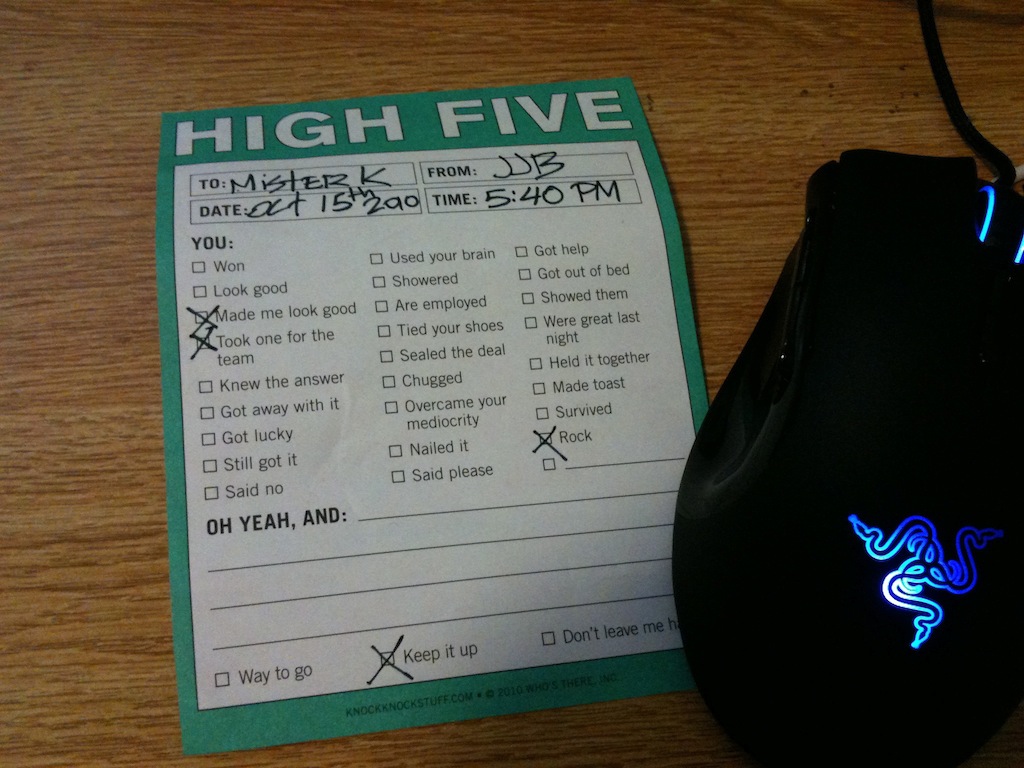 HIGH FIVE
TO: MISTER K FROM: JJB
DATE: Oct 15th 2010 TIME: 5:40 PM
YOU:
Won
Look good
Made me look good
Took one for the
team
Knew the answer
Got away with it
Got lucky
Still got it
Said no
Used your brain
Showered
Are employed
Tied your shoes
Sealed the deal
Chugged
Overcame your
mediocrity
Nailed it
Said please
Got help
Got out of bed
Showed them
Were great last
night
Held it together
Made toast
Survived
Rock
OH YEAH, AND:
Way to go
Keep it up
Don't leave me
KNOCKKNOCKSTUFF.COM • © 2010 WHO'S THERE, INC.